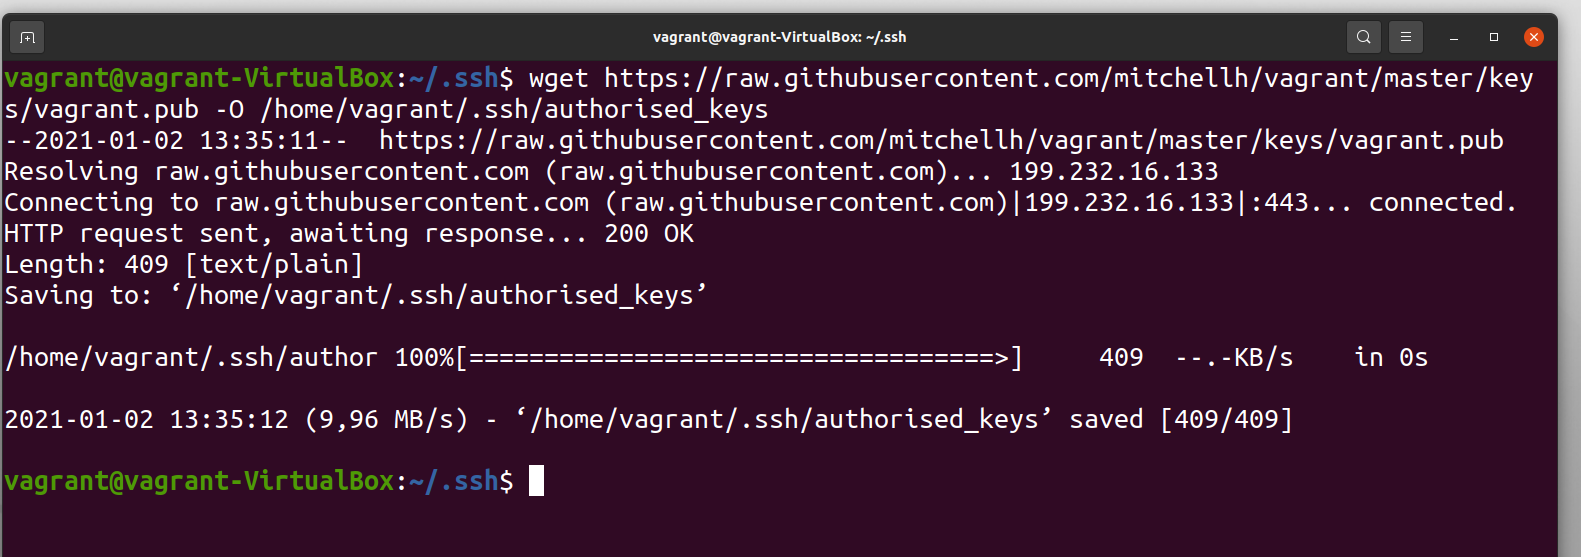 vagrant@vagrant-VirtualBox: ~/.ssh
vagrant@vagrant-VirtualBox:~/.ssh$ wget https://raw.githubusercontent.com/mitchellh/vagrant/master/key
s/vagrant.pub -O /home/vagrant/.ssh/authorised_keys
--2021-01-02 13:35:11--  https://raw.githubusercontent.com/mitchellh/vagrant/master/keys/vagrant.pub
Resolving raw.githubusercontent.com (raw.githubusercontent.com)... 199.232.16.133
Connecting to raw.githubusercontent.com (raw.githubusercontent.com)|199.232.16.133|:443... connected.
HTTP request sent, awaiting response... 200 OK
Length: 409 [text/plain]
Saving to: ‘/home/vagrant/.ssh/authorised_keys’
/home/vagrant/.ssh/author 100%[===================================>]     409  --.-KB/s    in 0s
2021-01-02 13:35:12 (9,96 MB/s) - ‘/home/vagrant/.ssh/authorised_keys’ saved [409/409]
vagrant@vagrant-VirtualBox:~/.ssh$